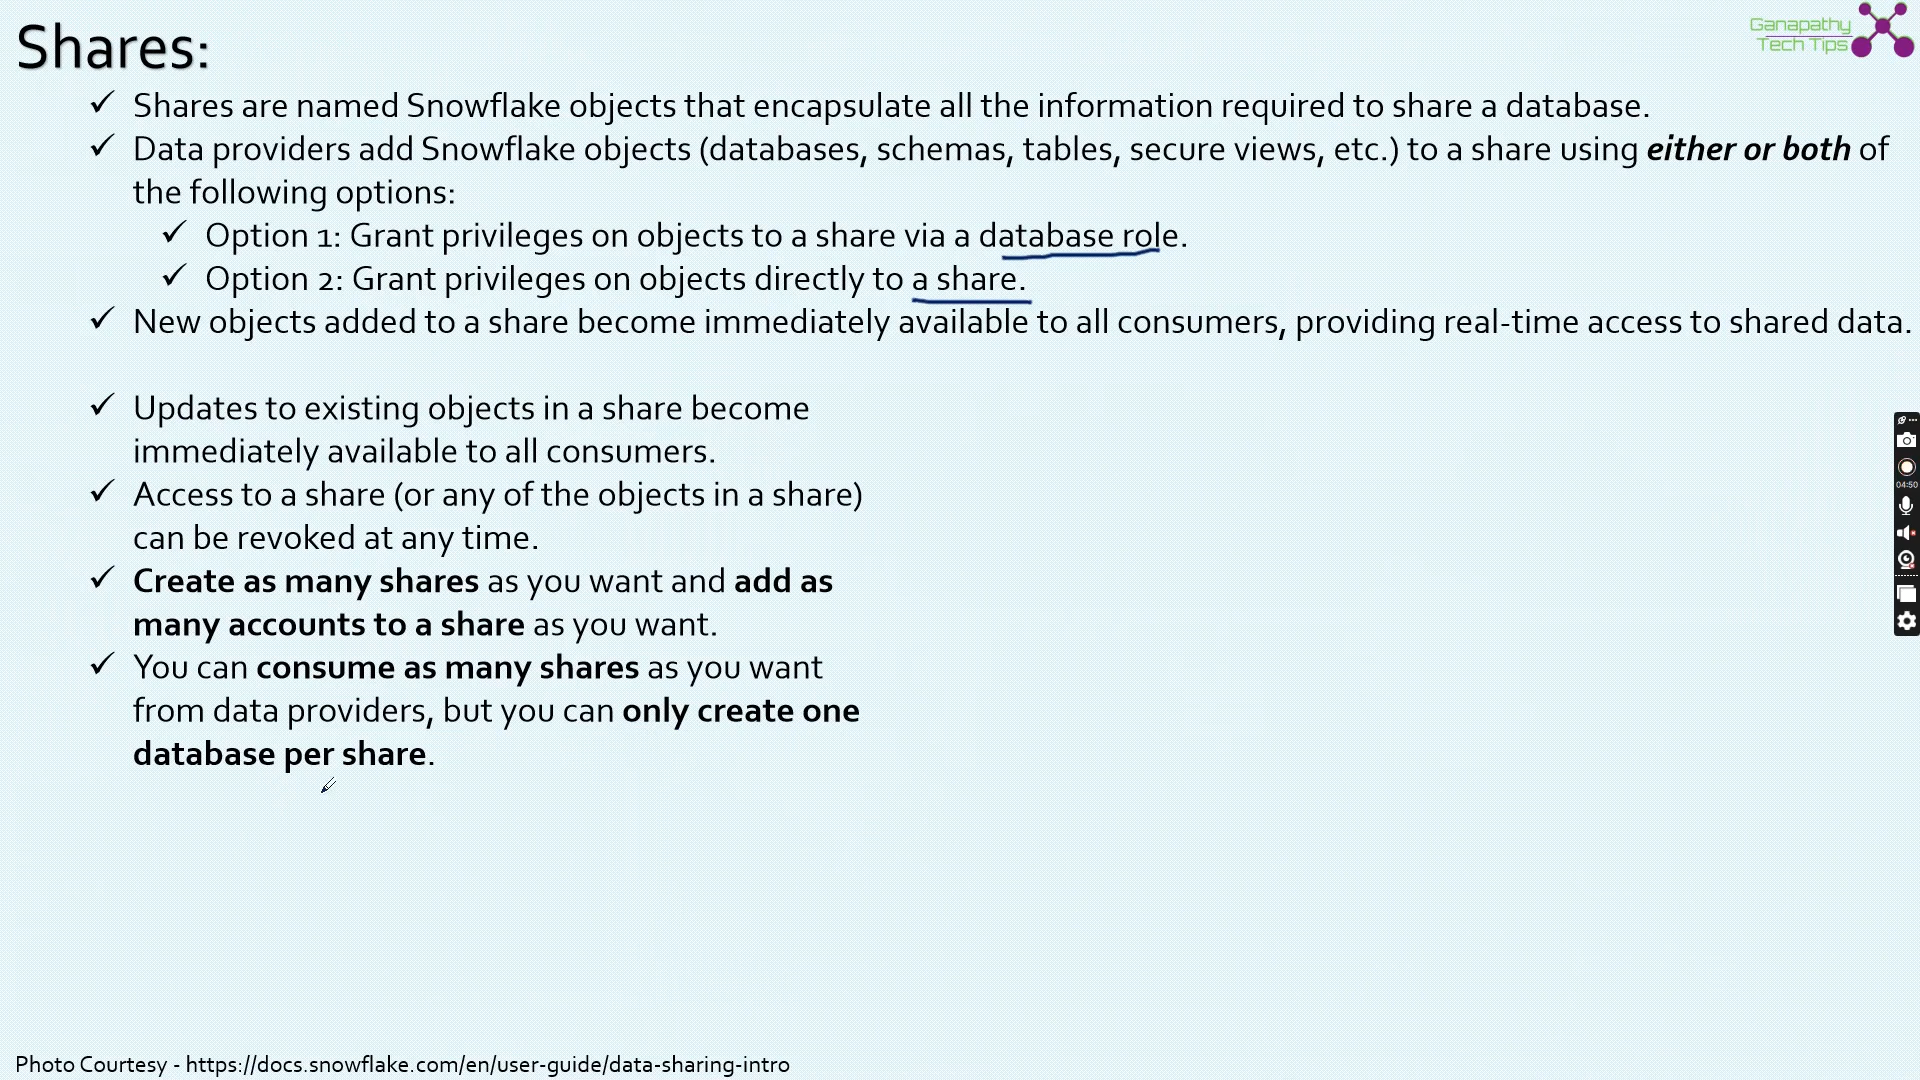 Shares:
Ganapathy
Tech Tips
Shares are named Snowflake objects that encapsulate all the information required to share a database.
Data providers add Snowflake objects (databases, schemas, tables, secure views, etc.) to a share using either or both of
the following options:
Option 1: Grant privileges on objects to a share via a database role.
Option 2: Grant privileges on objects directly to a share.
New objects added to a share become immediately available to all consumers, providing real-time access to shared data.
Updates to existing objects in a share become
immediately available to all consumers.
Access to a share (or any of the objects in a share)
can be revoked at any time.
Create as many shares as you want and add as
many accounts to a share as you want.
You can consume as many shares as you want
from data providers, but you can only create one
database per share.
04:50
Photo Courtesy - https://docs.snowflake.com/en/user-guide/data-sharing-intro